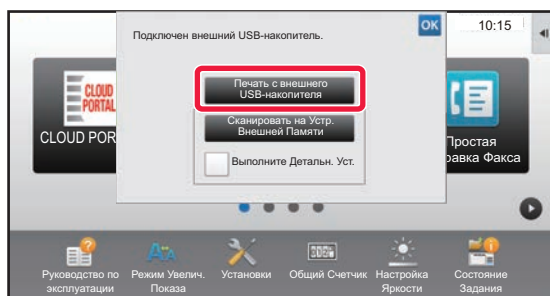 Подключен внешний USB-накопитель.
OK
10:15
Печать с внешнего
USB-накопителя
Сканировать на Устр.
Внешней Памяти
Выполните Детальн. Уст.
CLOUD
PORTAL
CLOUD POR
Простая
равка Факса
Руководство по
эксплуатации
Режим Увелич.
Показа
Установки
Общий Счетчик
Настройка
Яркости
Состояние
Задания